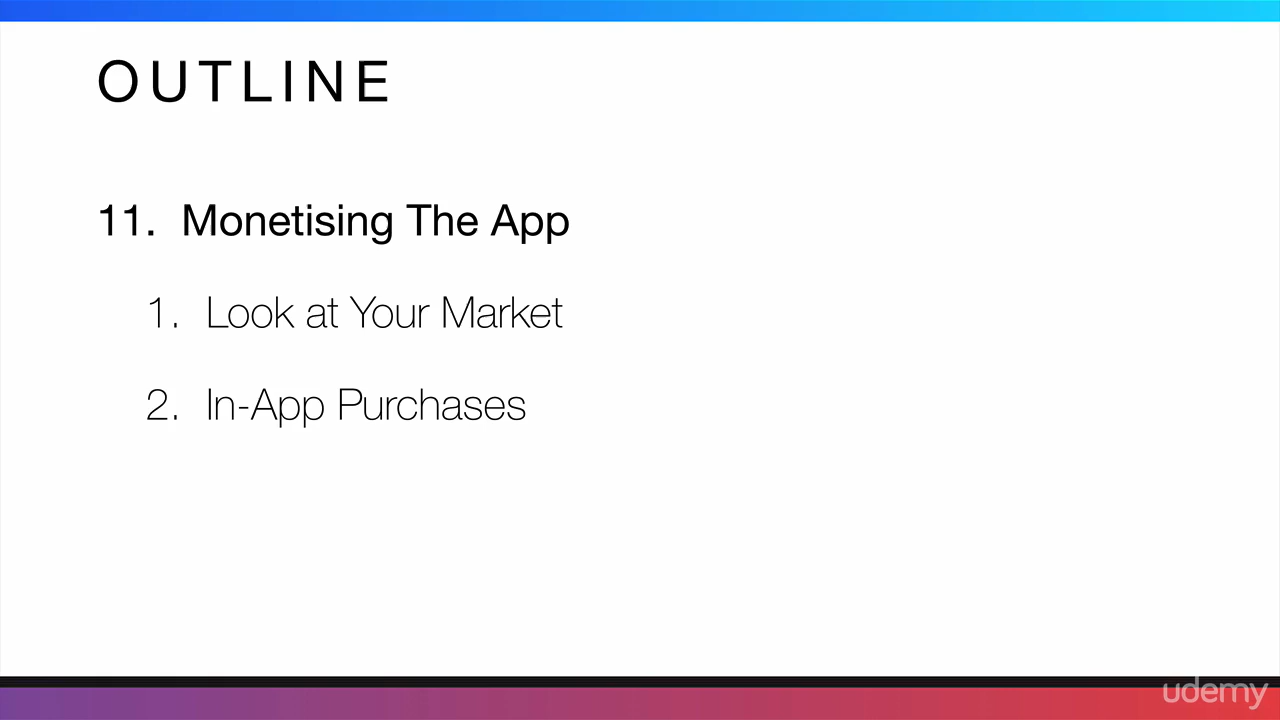 OUTLINE
11. Monetising The App
1. Look at Your Market
2. In-App Purchases
udemy